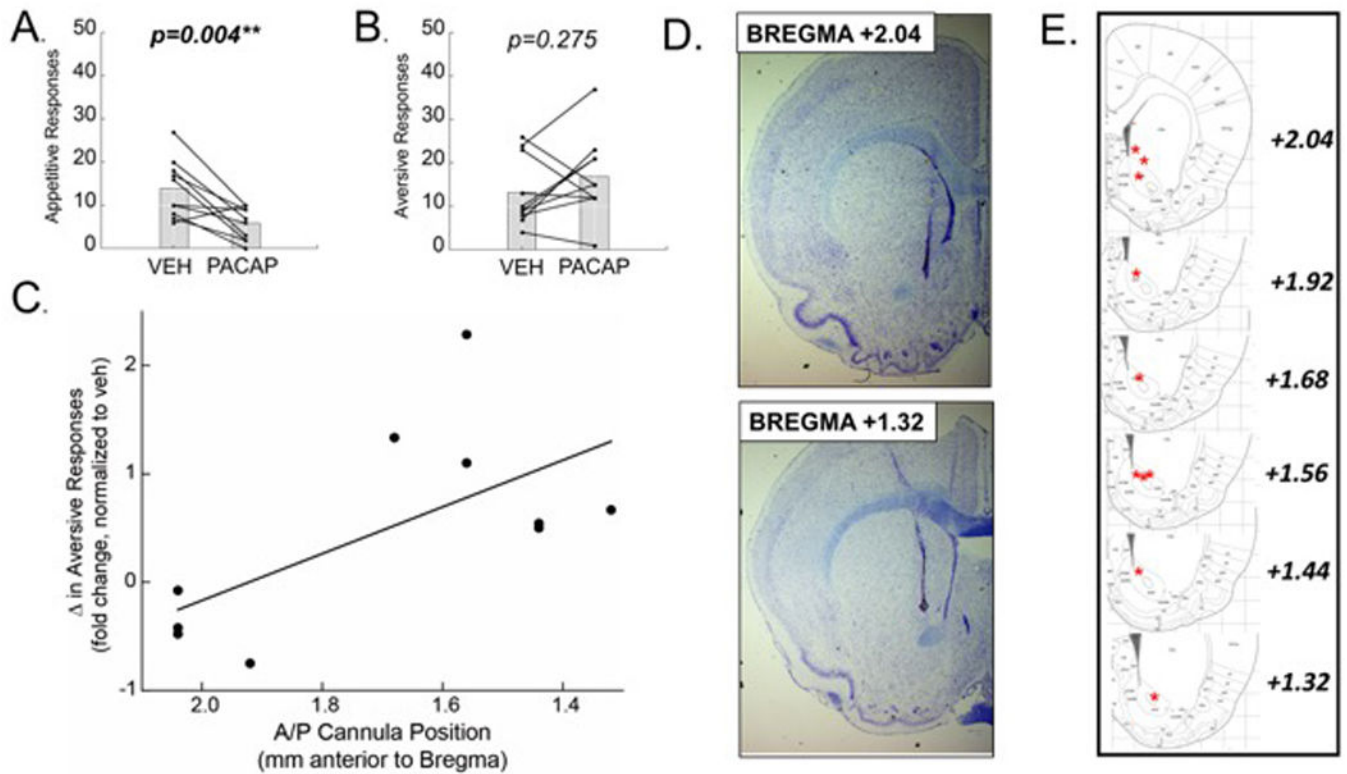 A.
p=0.004**
Appetitive Responses
50
40
30
20
10
0
VEH PACAP
B.
p=0.275
Aversive Responses
50
40
30
20
10
0
VEH PACAP
C.
Δ in Aversive Responses
(fold change, normalized to veh)
2
1
0
-1
2.0 1.8 1.6 1.4
A/P Cannula Position
(mm anterior to Bregma)
D.
BREGMA +2.04
BREGMA +1.32
E.
+2.04
+1.92
+1.68
+1.56
+1.44
+1.32